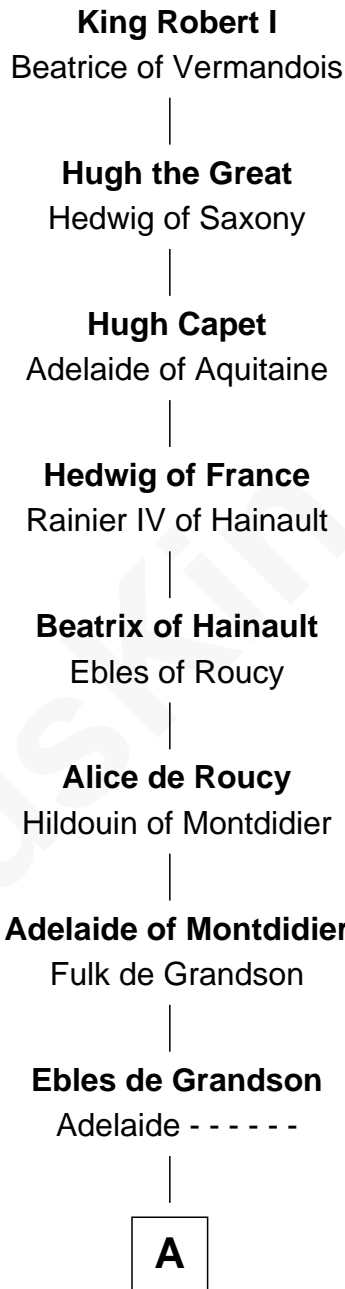 King Robert I
Beatrice of Vermandois
Hugh the Great
Hedwig of Saxony
Hugh Capet
Adelaide of Aquitaine
Hedwig of France
Rainier IV of Hainault
Beatrix of Hainault
Ebles of Roucy
Alice de Roucy
Hildouin of Montdidier
Adelaide of Montdidier
Fulk de Grandson
Ebles de Grandson
Adelaide - - - - - -
A